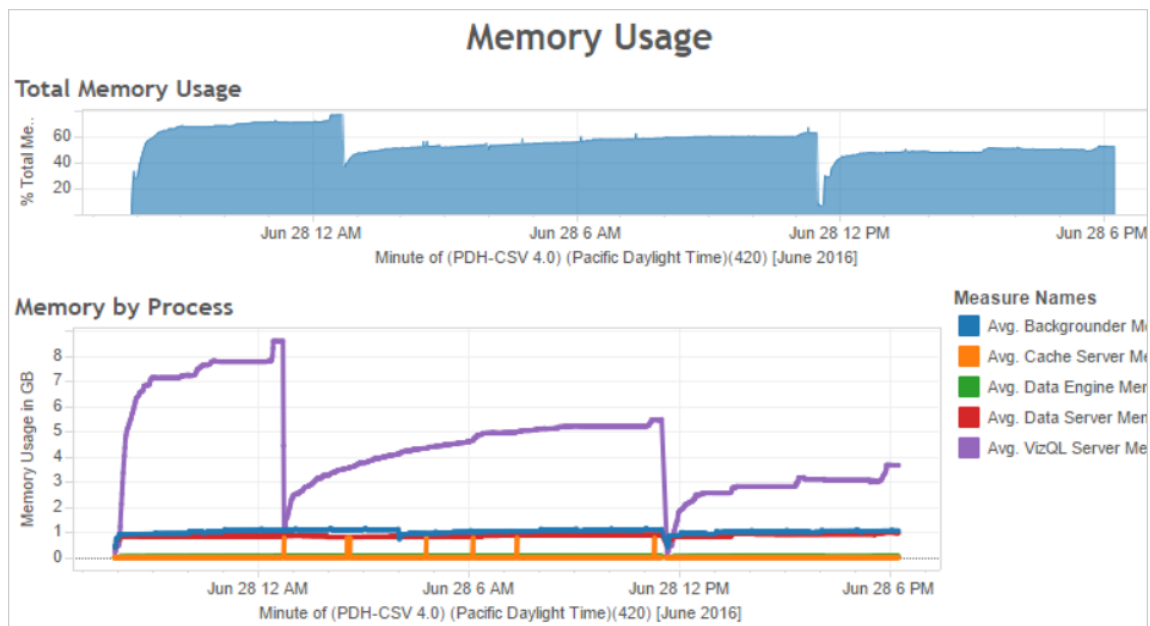 Memory Usage
Total Memory Usage
% Total Me..
60
40
20
Jun 28 12 AM
Jun 28 6 AM
Jun 28 12 PM
Jun 28 6 PM
Minute of (PDH-CSV 4.0) (Pacific Daylight Time)(420) [June 2016]
Memory by Process
Memory Usage in GB
8
7
6
5
4
3
2
1
0
Jun 28 12 AM
Jun 28 6 AM
Jun 28 12 PM
Jun 28 6 PM
Minute of (PDH-CSV 4.0) (Pacific Daylight Time)(420) [June 2016]
Measure Names
Avg. Backgrounder Me
Avg. Cache Server Me
Avg. Data Engine Mem
Avg. Data Server Mem
Avg. VizQL Server Me